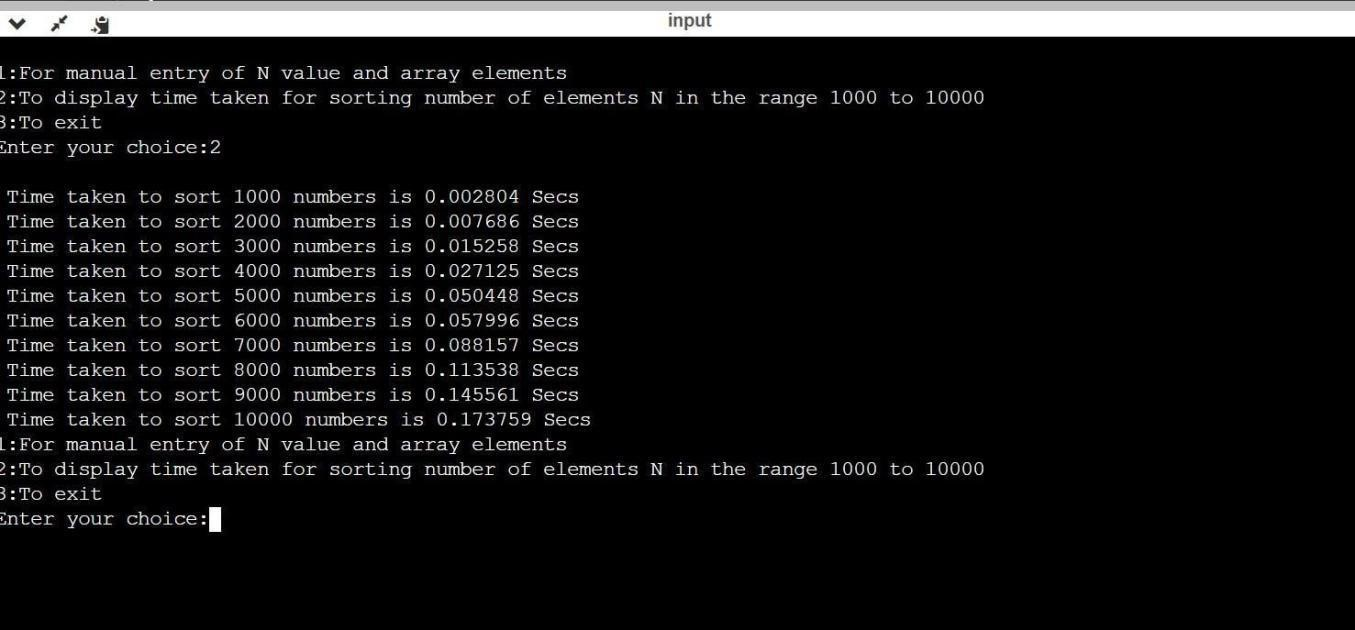 input
1:For manual entry of N value and array elements
2:To display time taken for sorting number of elements N in the range 1000 to 10000
3:To exit
Enter your choice:2
Time taken to sort 1000 numbers is 0.002804 Secs
Time taken to sort 2000 numbers is 0.007686 Secs
Time taken to sort 3000 numbers is 0.015258 Secs
Time taken to sort 4000 numbers is 0.027125 Secs
Time taken to sort 5000 numbers is 0.050448 Secs
Time taken to sort 6000 numbers is 0.057996 Secs
Time taken to sort 7000 numbers is 0.088157 Secs
Time taken to sort 8000 numbers is 0.113538 Secs
Time taken to sort 9000 numbers is 0.145561 Secs
Time taken to sort 10000 numbers is 0.173759 Secs
1:For manual entry of N value and array elements
2:To display time taken for sorting number of elements N in the range 1000 to 10000
3:To exit
Enter your choice: